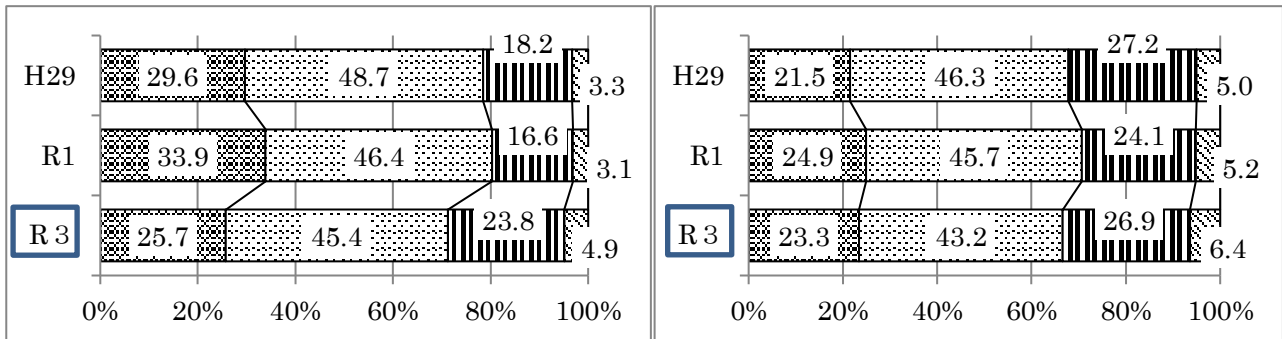 H29 29.6 48.7 18.2 3.3
R1 33.9 46.4 16.6 3.1
R3 25.7 45.4 23.8 4.9
0% 20% 40% 60% 80% 100%
H29 21.5 46.3 27.2 5.0
R1 24.9 45.7 24.1 5.2
R3 23.3 43.2 26.9 6.4
0% 20% 40% 60% 80% 100%